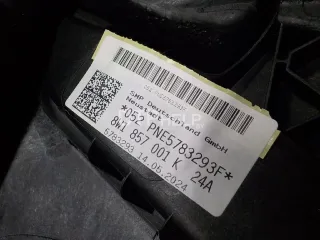 SMP Deutschland GmbH
Neustadt
*052 PNE5783293F*
8W1 857 001 K 24A
5783293 14.05.2024